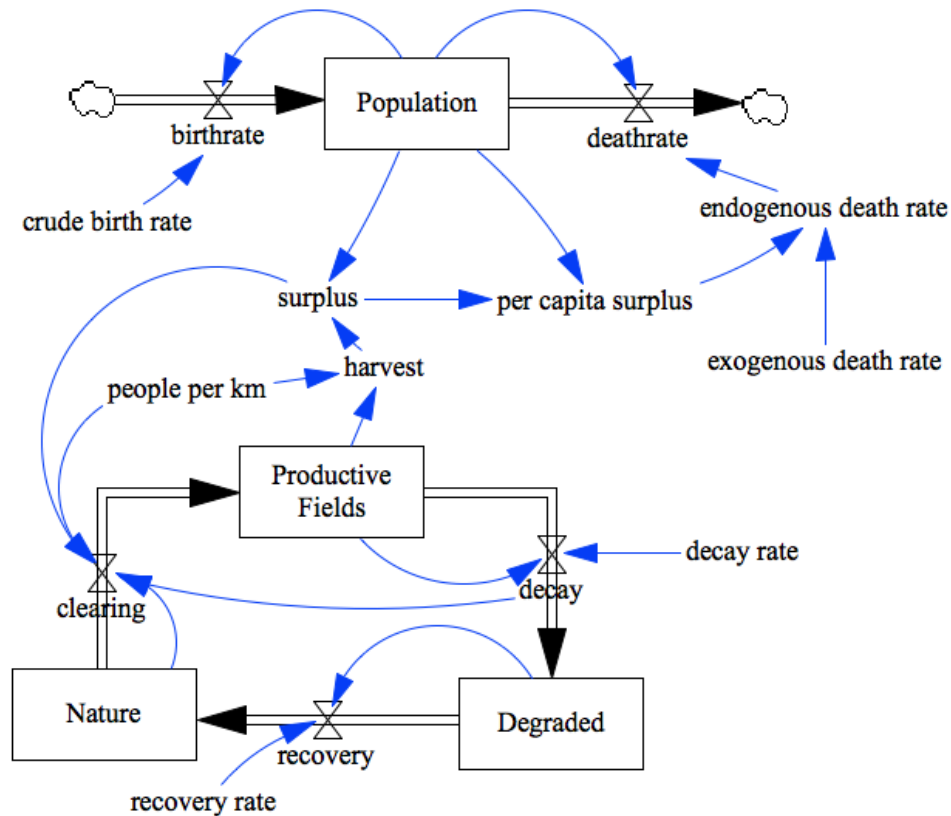 Population
birthrate
deathrate
crude birth rate
endogenous death rate
surplus
per capita surplus
harvest
exogenous death rate
people per km
Productive
Fields
decay rate
decay
clearing
Nature
Degraded
recovery
recovery rate